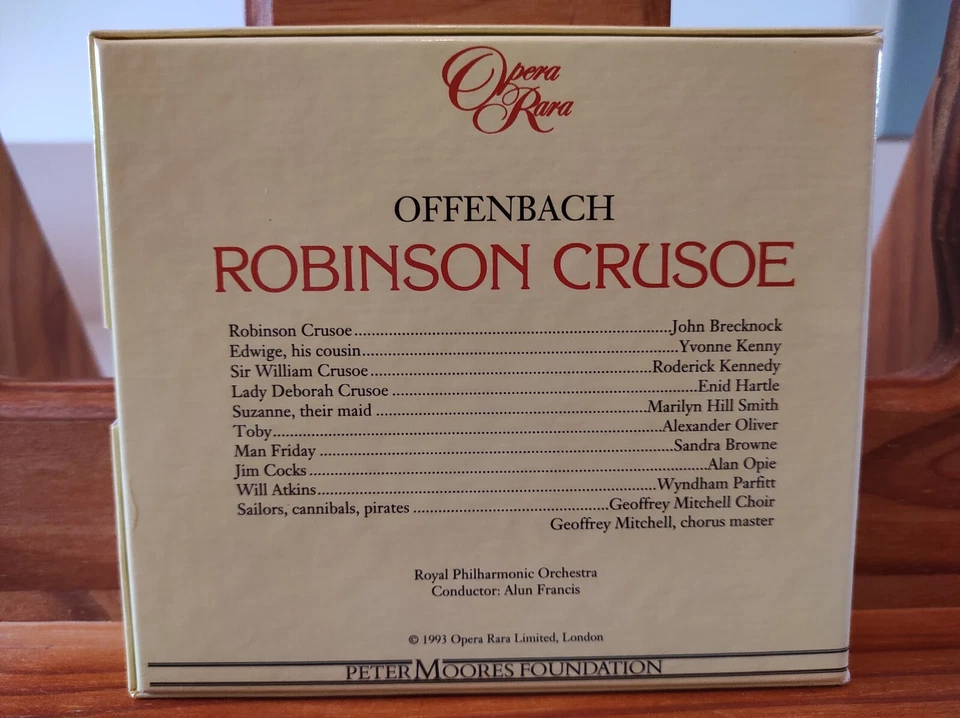 Opera
Rara
OFFENBACH
ROBINSON CRUSOE
Robinson Crusoe....................John Brecknock
Edwige, his cousin....................Yvonne Kenny
Sir William Crusoe....................Roderick Kennedy
Lady Deborah Crusoe ....................Enid Hartle
Suzanne, their maid ....................Marilyn Hill Smith
Toby....................Alexander Oliver
Man Friday ....................Sandra Browne
Jim Cocks ....................Alan Opie
Will Atkins....................Wyndham Parfitt
Sailors, cannibals, pirates ....................Geoffrey Mitchell Choir
Geoffrey Mitchell, chorus master
Royal Philharmonic Orchestra
Conductor: Alun Francis
© 1993 Opera Rara Limited, London
PETER MOORES FOUNDATION